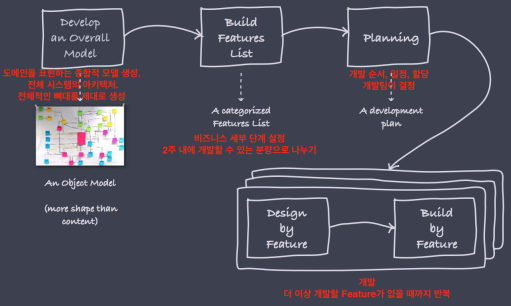 Develop
an Overall
Model
Build
Features
List
Planning
도메인을 표현하는 종합적 모델 생성.
전체 시스템의 아키텍처.
전체적인 뼈대를 제대로 생성
개발 순서, 일정, 할당
개발팀이 결정
A categorized
Features List
A development
plan
비즈니스 세부 단계 설정
2주 내에 개발할 수 있는 분량으로 나누기
An Object Model
(more shape than
content)
Design
by
Feature
Build
by
Feature
개발
더 이상 개발할 Feature가 없을 때까지 반복